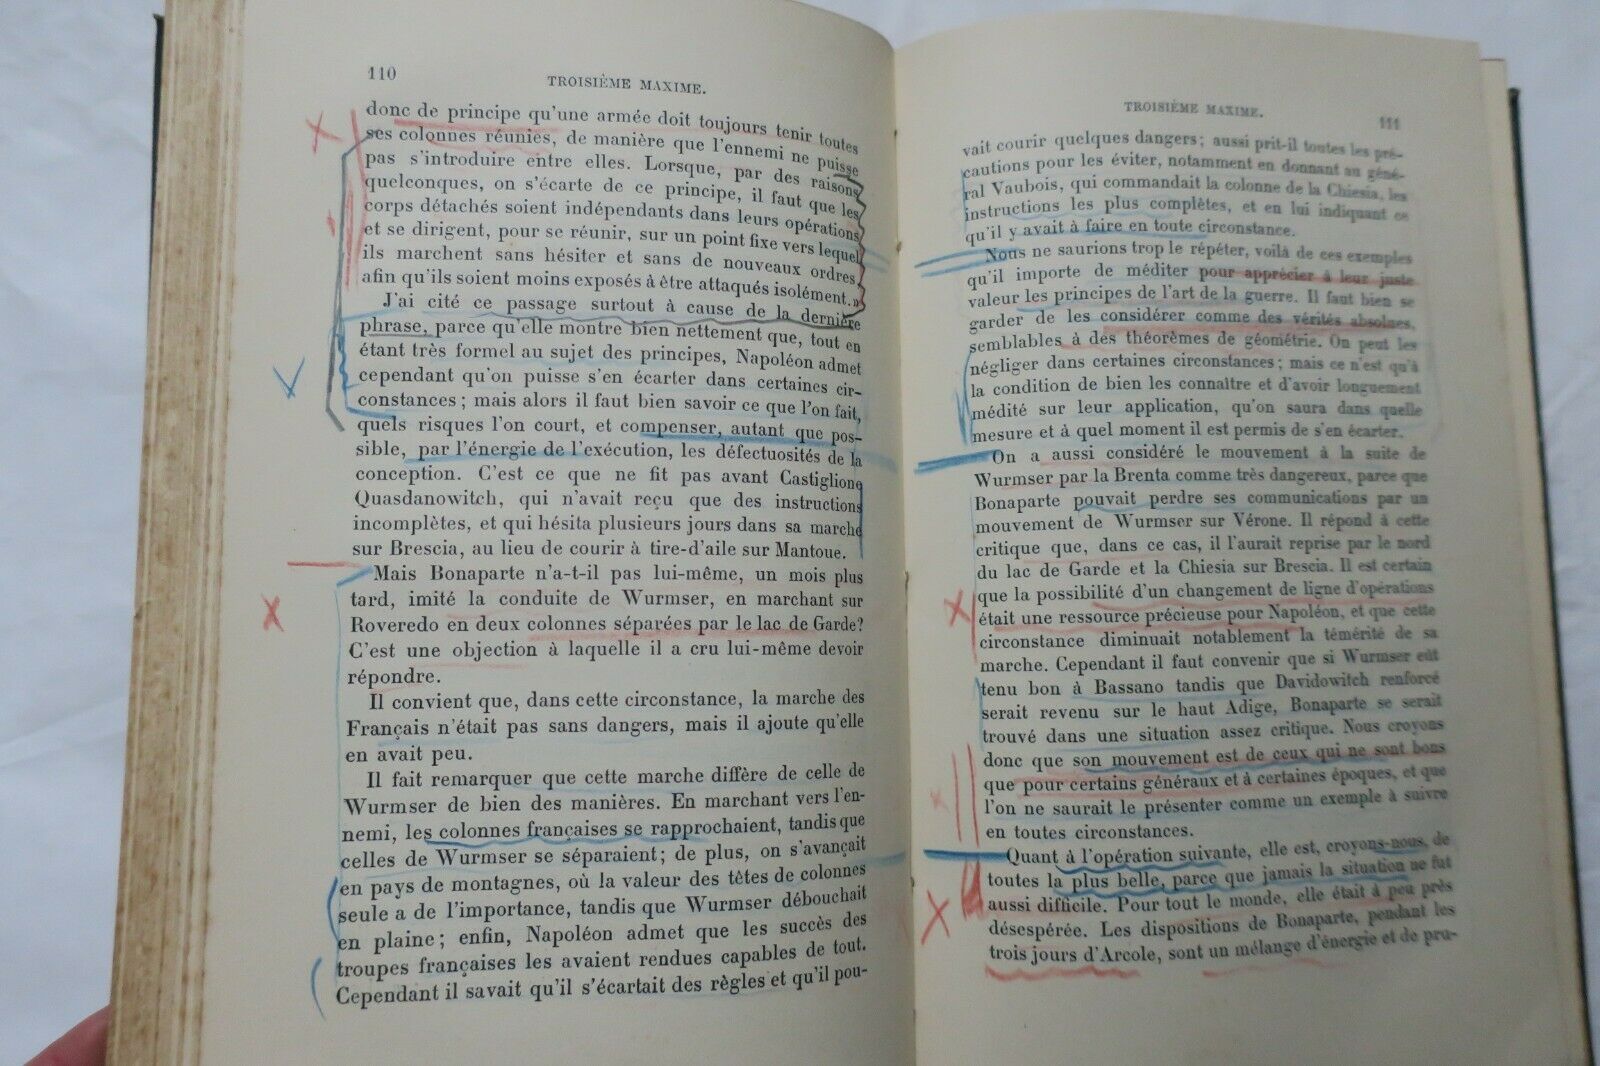 110
TROISIÈME MAXIME.
donc de principe qu'une armée doit toujours tenir toutes
ses colonnes réunies, de manière que l'ennemi ne puisse
pas s'introduire entre elles. Lorsque, par des raisons
quelconques, on s'écarte de ce principe, il faut que les
corps détachés soient indépendants dans leurs opérations
et se dirigent, pour se réunir, sur un point fixe vers lequel
ils marchent sans hésiter et sans de nouveaux ordres,
afin qu'ils soient moins exposés à être attaqués isolément.»
J'ai cité ce passage surtout à cause de la dernière
phrase, parce qu'elle montre bien nettement que, tout en
étant très formel au sujet des principes, Napoléon admet
cependant qu'on puisse s'en écarter dans certaines cir-
constances; mais alors il faut bien savoir ce que l'on fait,
quels risques l'on court, et compenser, autant que pos-
sible, par l'énergie de l'exécution, les défectuosités de la
conception. C'est ce que ne fit pas avant Castiglione
Quasdanowitch, qui n'avait reçu que des instructions
incomplètes, et qui hésita plusieurs jours dans sa marche
sur Brescia, au lieu de courir à tire-d'aile sur Mantoue.
Mais Bonaparte n'a-t-il pas lui-même, un mois plus
tard, imité la conduite de Wurmser, en marchant sur
Roveredo en deux colonnes séparées par le lac de Garde?
C'est une objection à laquelle il a cru lui-même devoir
répondre.
Il convient que, dans cette circonstance, la marche des
Français n'était pas sans dangers, mais il ajoute qu'elle
en avait peu.
Il fait remarquer que cette marche diffère de celle de
Wurmser de bien des manières. En marchant vers l'en-
nemi, les colonnes françaises se rapprochaient, tandis que
celles de Wurmser se séparaient; de plus, on s'avançait
en pays de montagnes, où la valeur des têtes de colonnes
seule a de l'importance, tandis que Wurmser débouchait
en plaine; enfin, Napoléon admet que les succès des
troupes françaises les avaient rendues capables de tout.
Cependant il savait qu'il s'écartait des règles et qu'il pou-
TROISIÈME MAXIME.
111
vait courir quelques dangers; aussi prit-il toutes les pré-
cautions pour les éviter, notamment en donnant au géné-
ral Vaubois, qui commandait la colonne de la Chiesia, les
instructions les plus complètes, et en lui indiquant ce
qu'il y avait à faire en toute circonstance.
Nous ne saurions trop le répéter, voilà de ces exemples
qu'il importe de méditer pour apprécier à leur juste
valeur les principes de l'art de la guerre. Il faut bien se
garder de les considérer comme des vérités absolues,
semblables à des théorèmes de géométrie. On peut les
négliger dans certaines circonstances; mais ce n'est qu'à
la condition de bien les connaître et d'avoir longuement
médité sur leur application, qu'on saura dans quelle
mesure et à quel moment il est permis de s'en écarter.
On a aussi considéré le mouvement à la suite de
Wurmser par la Brenta comme très dangereux, parce que
Bonaparte pouvait perdre ses communications par un
mouvement de Wurmser sur Vérone. Il répond à cette
critique que, dans ce cas, il l'aurait reprise par le nord
du lac de Garde et la Chiesia sur Brescia. Il est certain
que la possibilité d'un changement de ligne d'opérations
était une ressource précieuse pour Napoléon, et que cette
circonstance diminuait notablement la témérité de sa
marche. Cependant il faut convenir que si Wurmser eût
tenu bon à Bassano tandis que Davidowitch renforcé
serait revenu sur le haut Adige, Bonaparte se serait
trouvé dans une situation assez critique. Nous croyons
donc que son mouvement est de ceux qui ne sont bons
que pour certains généraux et à certaines époques, et que
l'on ne saurait le présenter comme un exemple à suivre
en toutes circonstances.
Quant à l'opération suivante, elle est, croyons-nous, de
toutes la plus belle, parce que jamais la situation ne fut
aussi difficile. Pour tout le monde, elle était à peu près
désespérée. Les dispositions de Bonaparte, pendant les
trois jours d'Arcole, sont un mélange d'énergie et de pru-